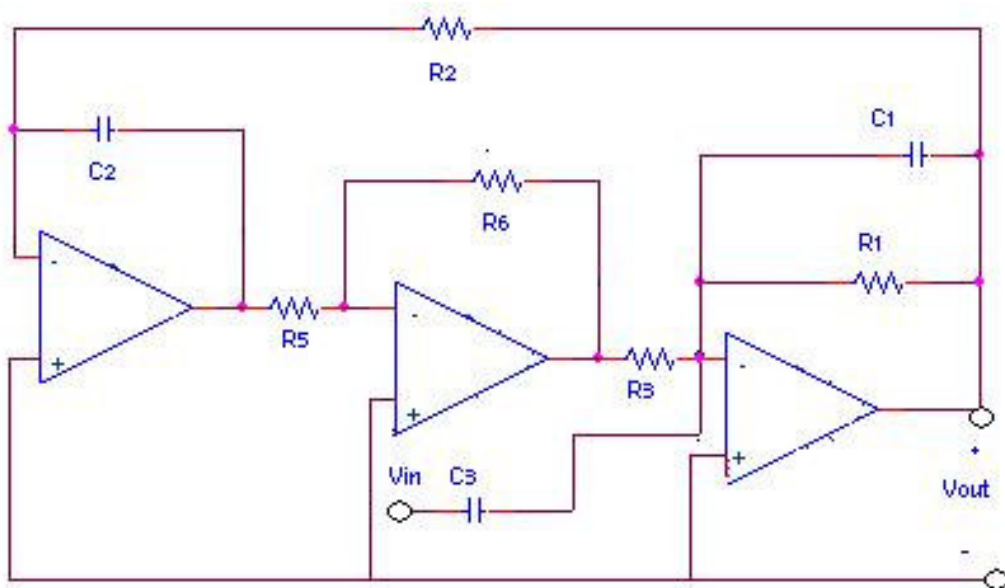 R2
C1
C2
R6
R1
-
R5
-
R3
-
+
+
+
Vin
C3
+
Vout
-